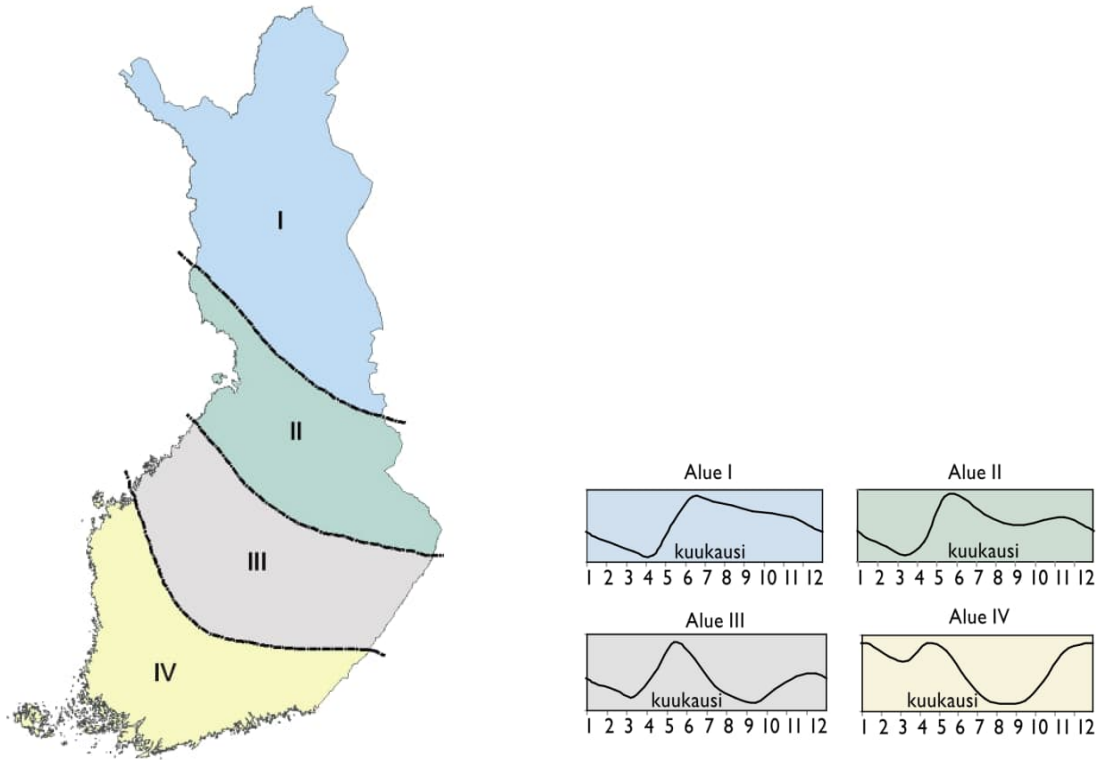 I
II
III
IV
Alue I
kuukausi
1 2 3 4 5 6 7 8 9 10 11 12
Alue II
kuukausi
1 2 3 4 5 6 7 8 9 10 11 12
Alue III
kuukausi
1 2 3 4 5 6 7 8 9 10 11 12
Alue IV
kuukausi
1 2 3 4 5 6 7 8 9 10 11 12